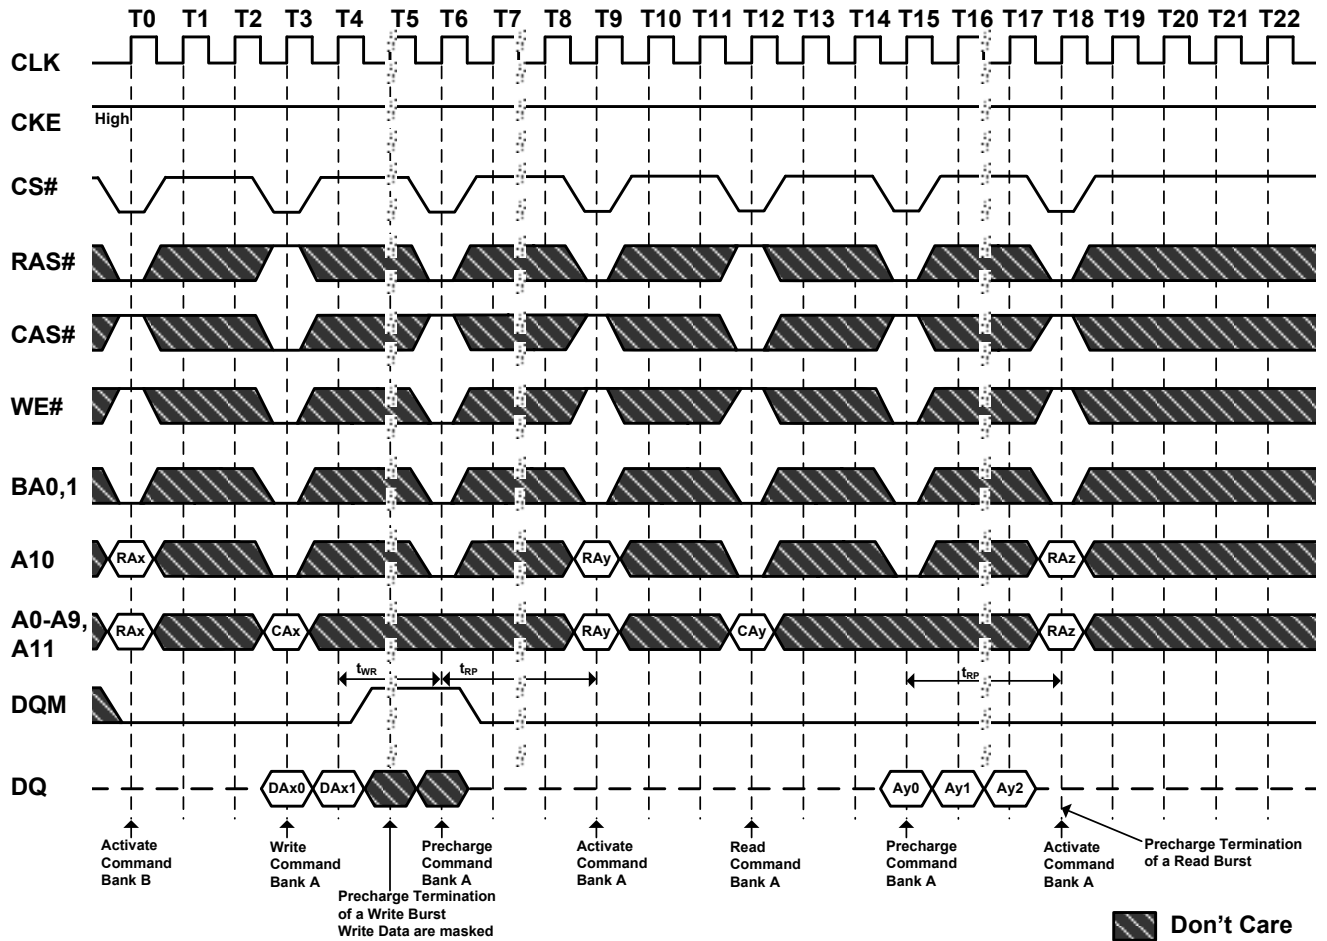 T0 T1 T2 T3 T4 T5 T6 T7 T8 T9 T10 T11 T12 T13 T14 T15 T16 T17 T18 T19 T20 T21 T22
CLK
CKE High
CS#
RAS#
CAS#
WE#
BA0,1
A10 RAx RAy RAz
A0-A9,
A11 RAx CAx RAy CAy RAz
tWR tRP tRP
DQM
DQ DAx0 DAx1 Ay0 Ay1 Ay2
Activate
Command
Bank B
Write
Command
Bank A
Precharge Termination
of a Write Burst
Write Data are masked
Precharge
Command
Bank A
Activate
Command
Bank A
Read
Command
Bank A
Precharge
Command
Bank A
Activate
Command
Bank A
Precharge Termination
of a Read Burst
Don't Care